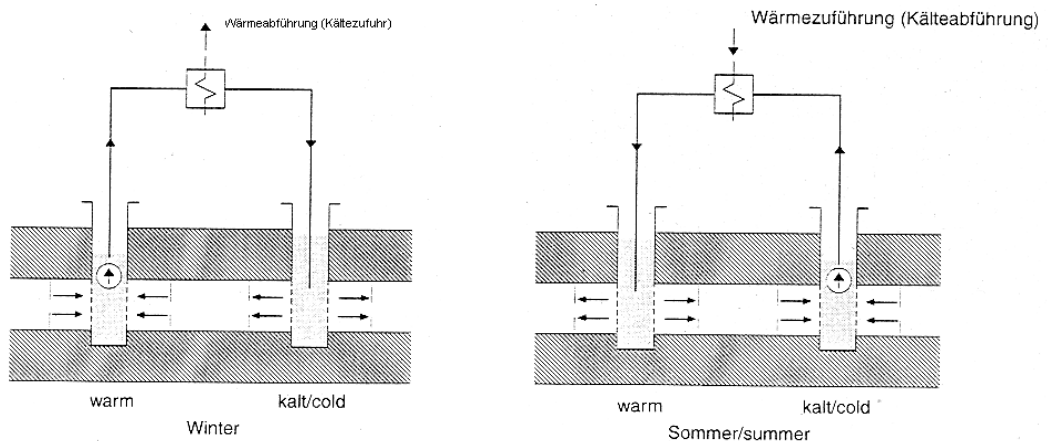 Wärmeabführung (Kältezufuhr)
Wärmezuführung (Kälteabführung)
warm
kalt/cold
Winter
warm
kalt/cold
Sommer/summer